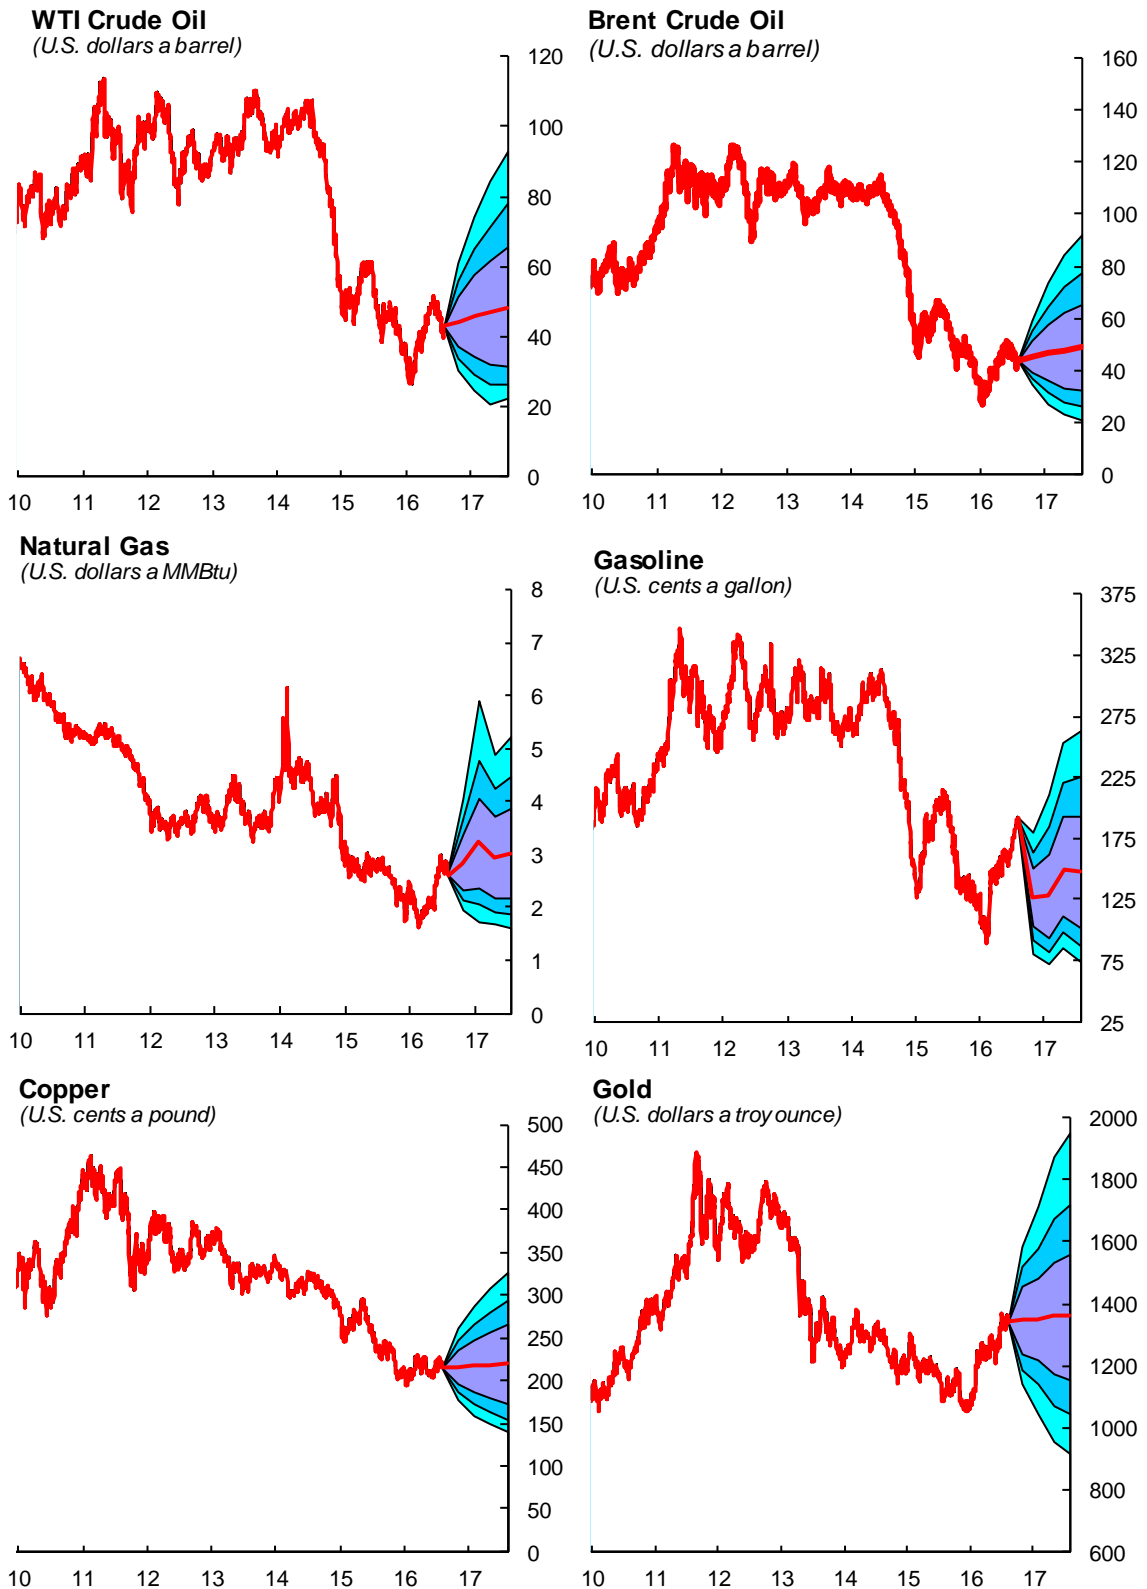 WTI Crude Oil
(U.S. dollars a barrel)
120
100
80
60
40
20
0
10 11 12 13 14 15 16 17
Brent Crude Oil
(U.S. dollars a barrel)
160
140
120
100
80
60
40
20
0
10 11 12 13 14 15 16 17
Natural Gas
(U.S. dollars a MMBtu)
8
7
6
5
4
3
2
1
0
10 11 12 13 14 15 16 17
Gasoline
(U.S. cents a gallon)
375
325
275
225
175
125
75
25
10 11 12 13 14 15 16 17
Copper
(U.S. cents a pound)
500
450
400
350
300
250
200
150
100
50
0
10 11 12 13 14 15 16 17
Gold
(U.S. dollars a troy ounce)
2000
1800
1600
1400
1200
1000
800
600
10 11 12 13 14 15 16 17